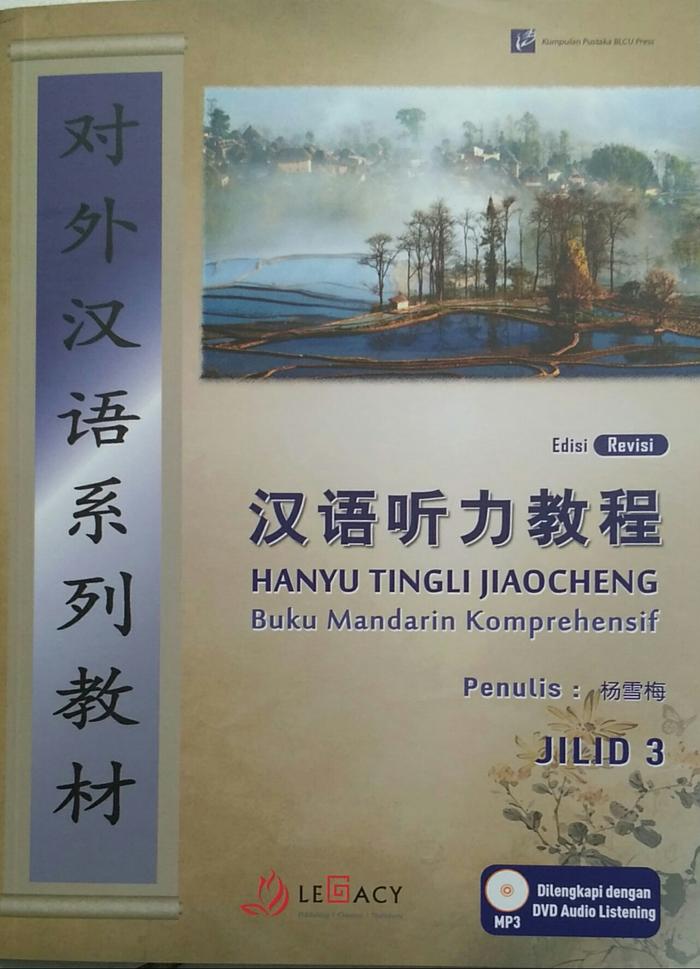 Kumpulan Pustaka BLCU Press
对外汉语系列教材
Edisi Revisi
汉语听力教程
HANYU TINGLI JIAOCHENG
Buku Mandarin Komprehensif
Penulis : 杨雪梅
JILID 3
LEGACY
MP3
Dilengkapi dengan
DVD Audio Listening